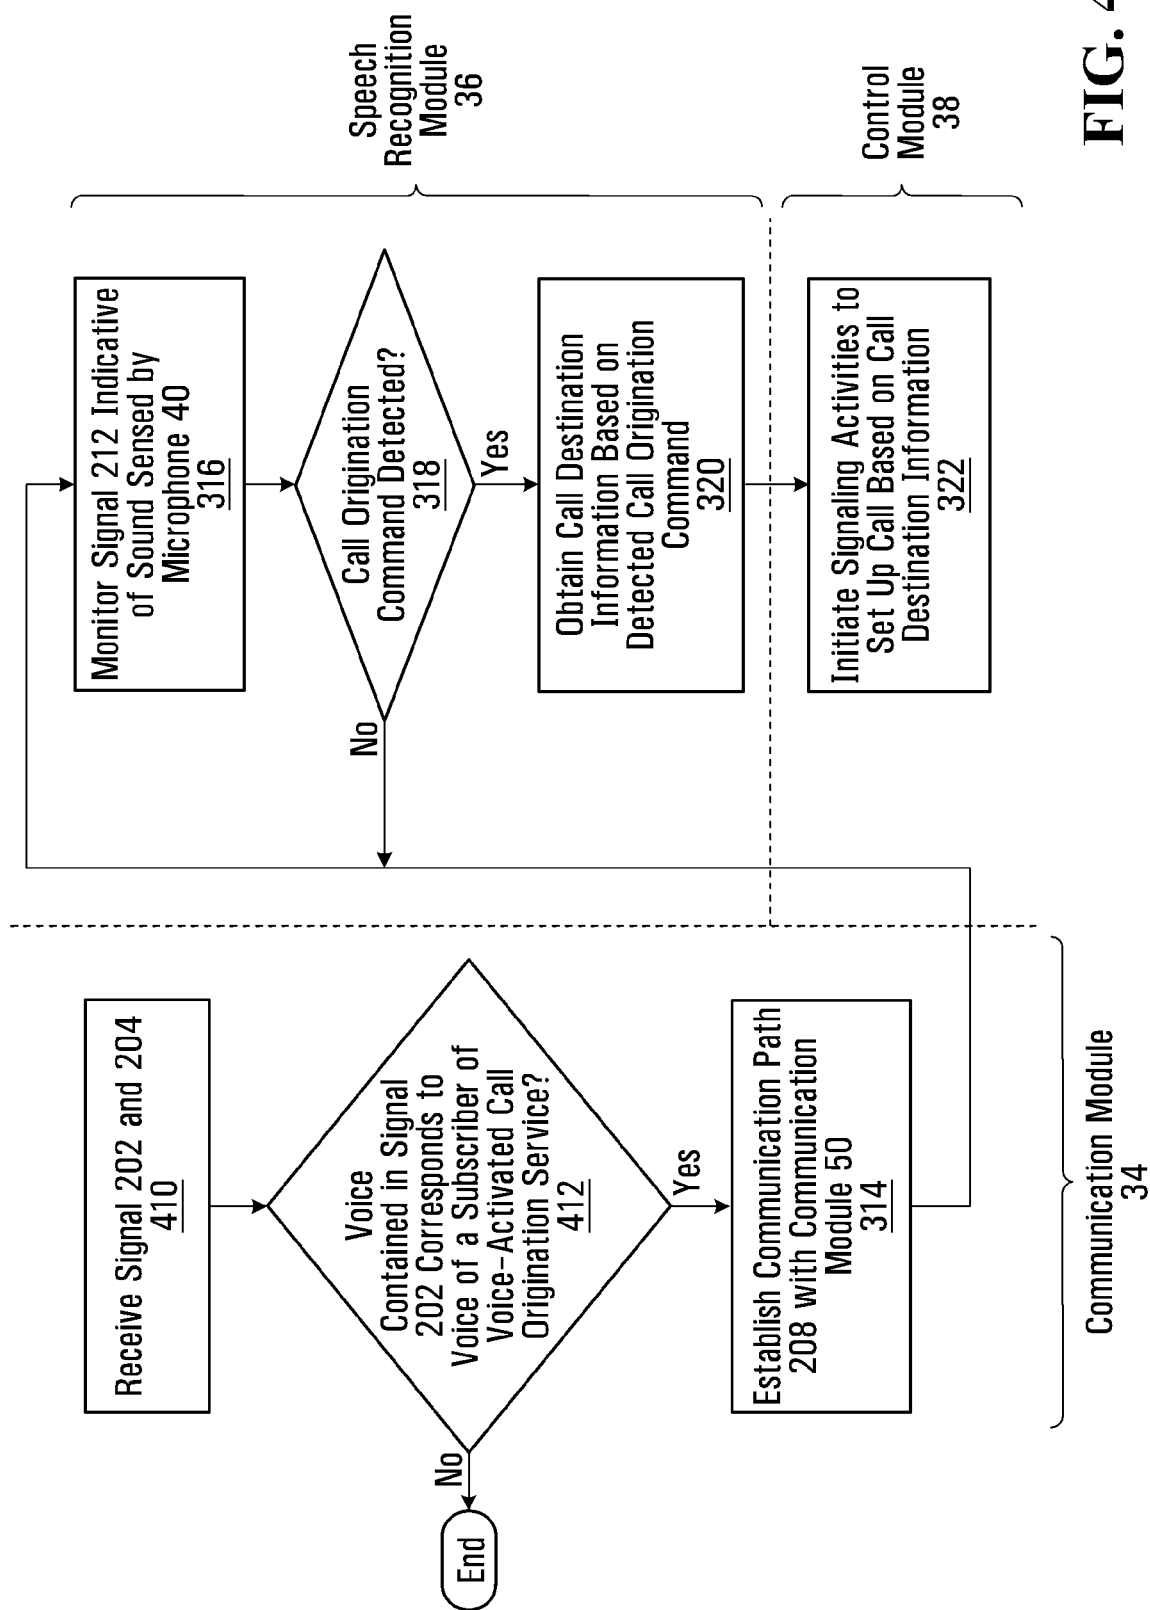 Receive Signal 202 and 204
410
Voice
Contained in Signal
202 Corresponds to
Voice of a Subscriber of
Voice-Activated Call
Origination Service?
412
No
End
Yes
Establish Communication Path
208 with Communication
Module 50
314
Communication Module
34
Monitor Signal 212 Indicative
of Sound Sensed by
Microphone 40
316
Call Origination
Command Detected?
318
No
Yes
Obtain Call Destination
Information Based on
Detected Call Origination
Command
320
Speech
Recognition
Module
36
Initiate Signaling Activities to
Set Up Call Based on Call
Destination Information
322
Control
Module
38
FIG. 4